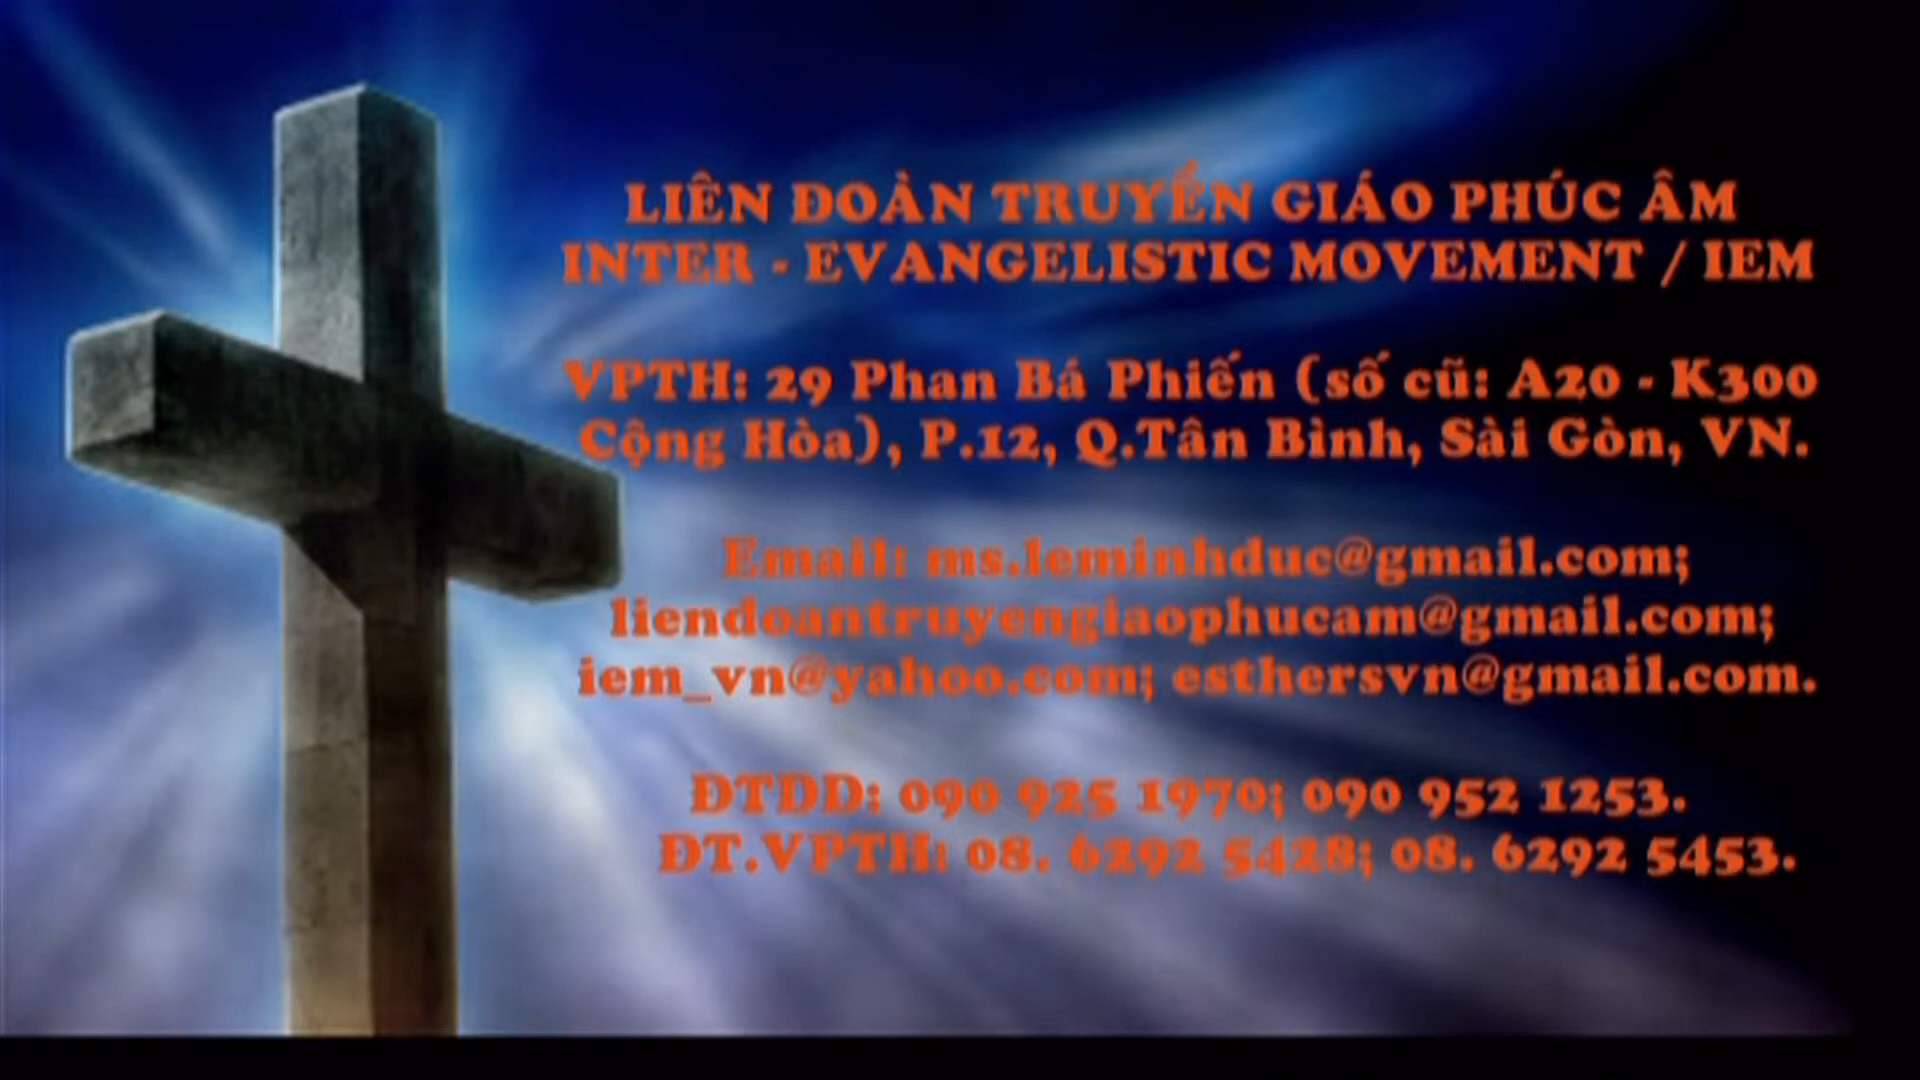 LIÊN ĐOÀN TRUYỀN GIÁO PHÚC ÂM
INTER - EVANGELISTIC MOVEMENT / IEM
VPTH: 29 Phan Bá Phiến (số cũ: A20 - K300
Cộng Hòa), P.12, Q.Tân Bình, Sài Gòn, VN.
Email: ms.leminhduc@gmail.com;
liendoantruyengiaophucam@gmail.com;
iem_vn@yahoo.com; esthersvn@gmail.com.
ĐTDD: 090 925 1970; 090 952 1253.
ĐT.VPTH: 08. 6292 5428; 08. 6292 5453.